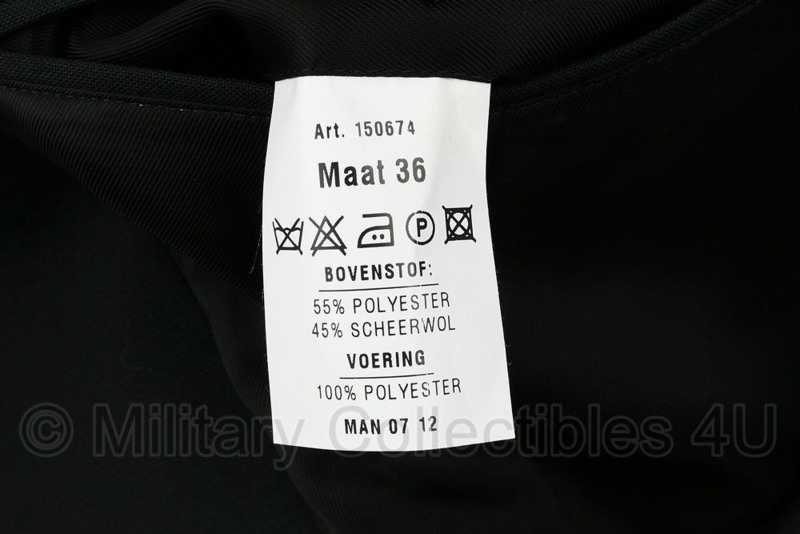 Art. 150674
Maat 36
P
BOVENSTOF:
55% POLYESTER
45% SCHEERWOL
VOERING
100% POLYESTER
MAN 07 12
© Military Collectibles 4U